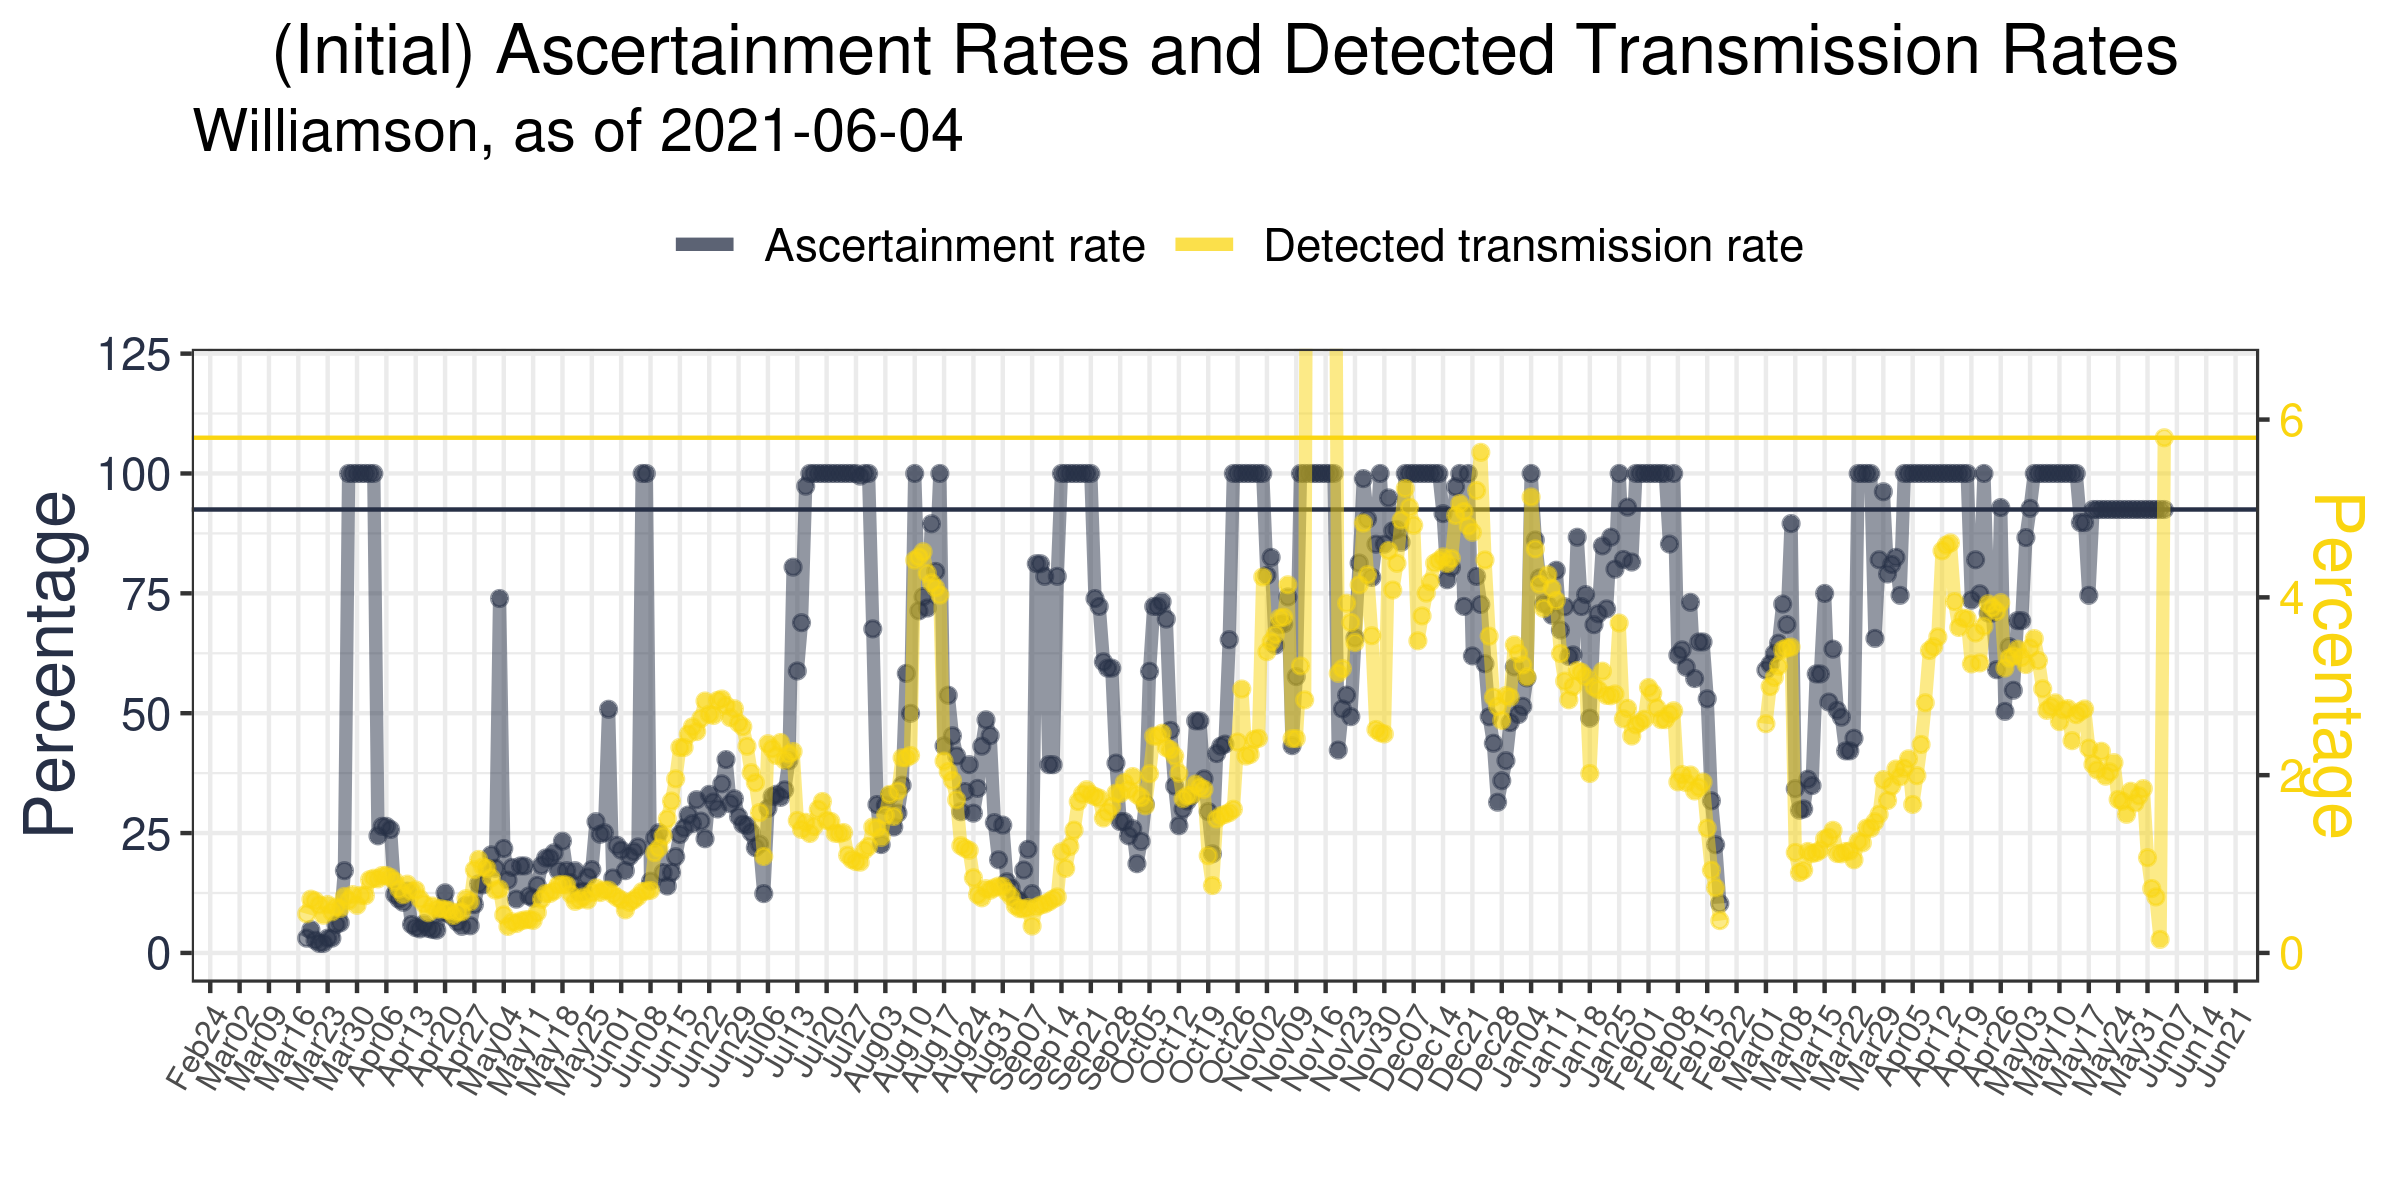 (Initial) Ascertainment Rates and Detected Transmission Rates
Williamson, as of 2021-06-04
Ascertainment rate Detected transmission rate
Percentage
125
100
75
50
25
0
6
4
2
0
Percentage
Feb24 Mar02 Mar09 Mar16 Mar23 Mar30 Apr06 Apr13 Apr20 Apr27 May04 May11 May18 May25 Jun01 Jun08 Jun15 Jun22 Jun29 Jul06 Jul13 Jul20 Jul27 Aug03 Aug10 Aug17 Aug24 Aug31 Sep07 Sep14 Sep21 Sep28 Oct05 Oct12 Oct19 Oct26 Nov02 Nov09 Nov16 Nov23 Nov30 Dec07 Dec14 Dec21 Dec28 Jan04 Jan11 Jan18 Jan25 Feb01 Feb08 Feb15 Feb22 Mar01 Mar08 Mar15 Mar22 Mar29 Apr05 Apr12 Apr19 Apr26 May03 May10 May17 May24 May31 Jun07 Jun14 Jun21